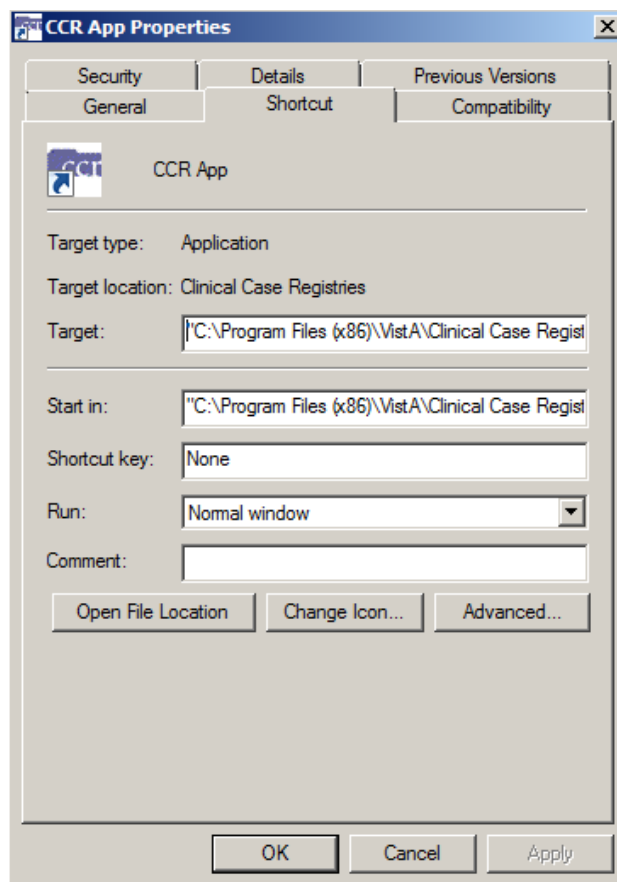 CCR App Properties
Security Details Previous Versions
General Shortcut Compatibility
ccr CCR App
Target type: Application
Target location: Clinical Case Registries
Target: "C:\Program Files (x86)\VistA\Clinical Case Regist
Start in: "C:\Program Files (x86)\VistA\Clinical Case Regist
Shortcut key: None
Run: Normal window
Comment:
Open File Location Change Icon... Advanced...
OK Cancel Apply